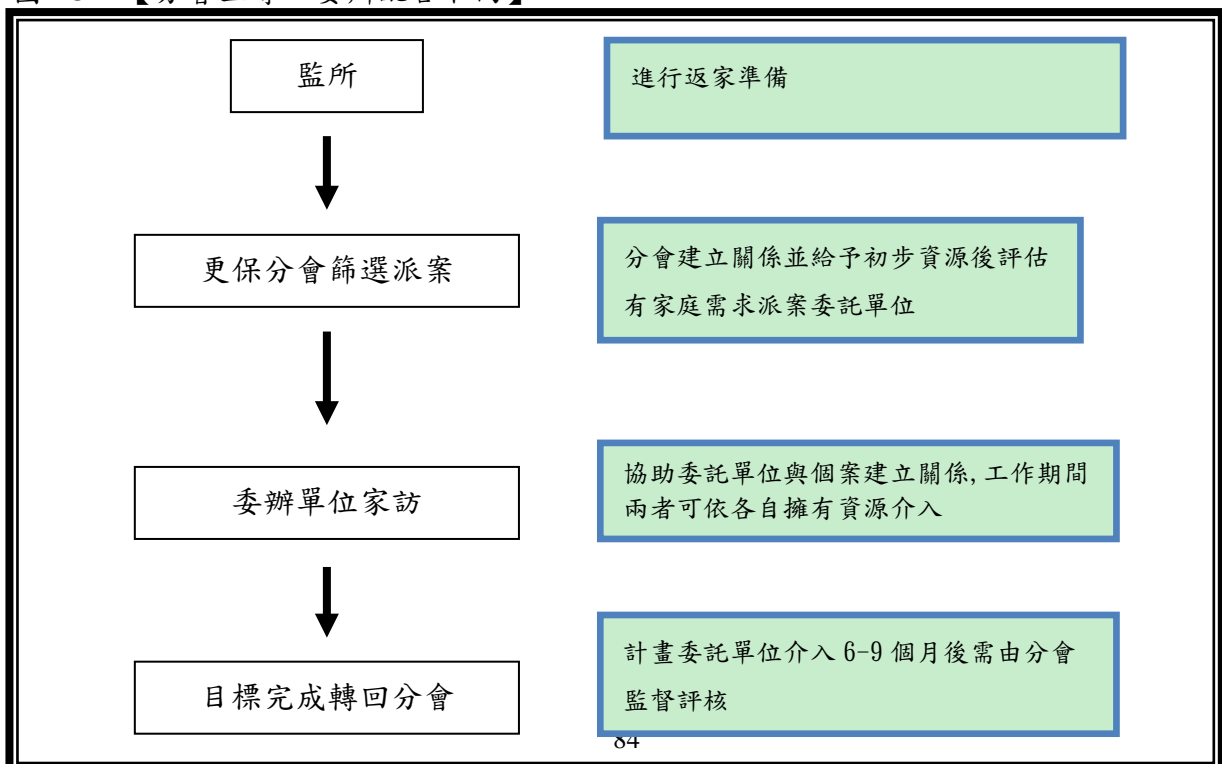 監所
進行返家準備
更保分會篩選派案
分會建立關係並給予初步資源後評估
有家庭需求派案委託單位
委辦單位家訪
協助委託單位與個案建立關係,工作期間
兩者可依各自擁有資源介入
目標完成轉回分會
計畫委託單位介入 6-9 個月後需由分會
監督評核
84